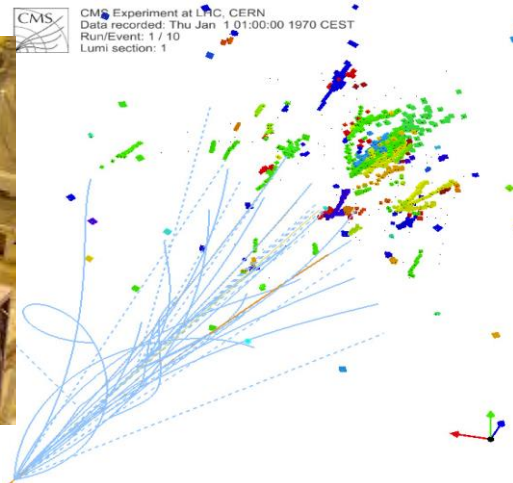 CMS
CMS Experiment at LHC, CERN
Data recorded: Thu Jan 1 01:00:00 1970 CEST
Run/Event: 1 / 10
Lumi section: 1